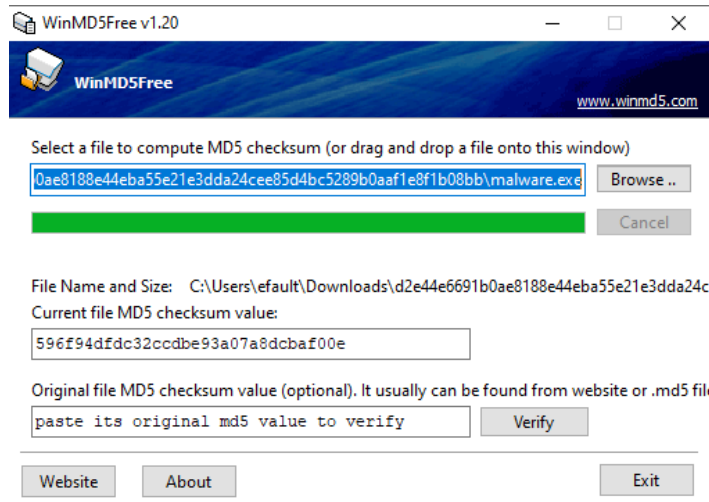 WinMD5Free v1.20
WinMD5Free
www.winmd5.com
Select a file to compute MD5 checksum (or drag and drop a file onto this window)
0ae8188e44eba55e21e3dda24cee85d4bc5289b0aaf1e8f1b08bb\malware.exe
Browse ..
Cancel
File Name and Size: C:\Users\efault\Downloads\d2e44e6691b0ae8188e44eba55e21e3dda24c
Current file MD5 checksum value:
596f94dfdc32ccdbe93a07a8dcbaf00e
Original file MD5 checksum value (optional). It usually can be found from website or .md5 file
paste its original md5 value to verify
Verify
Website
About
Exit